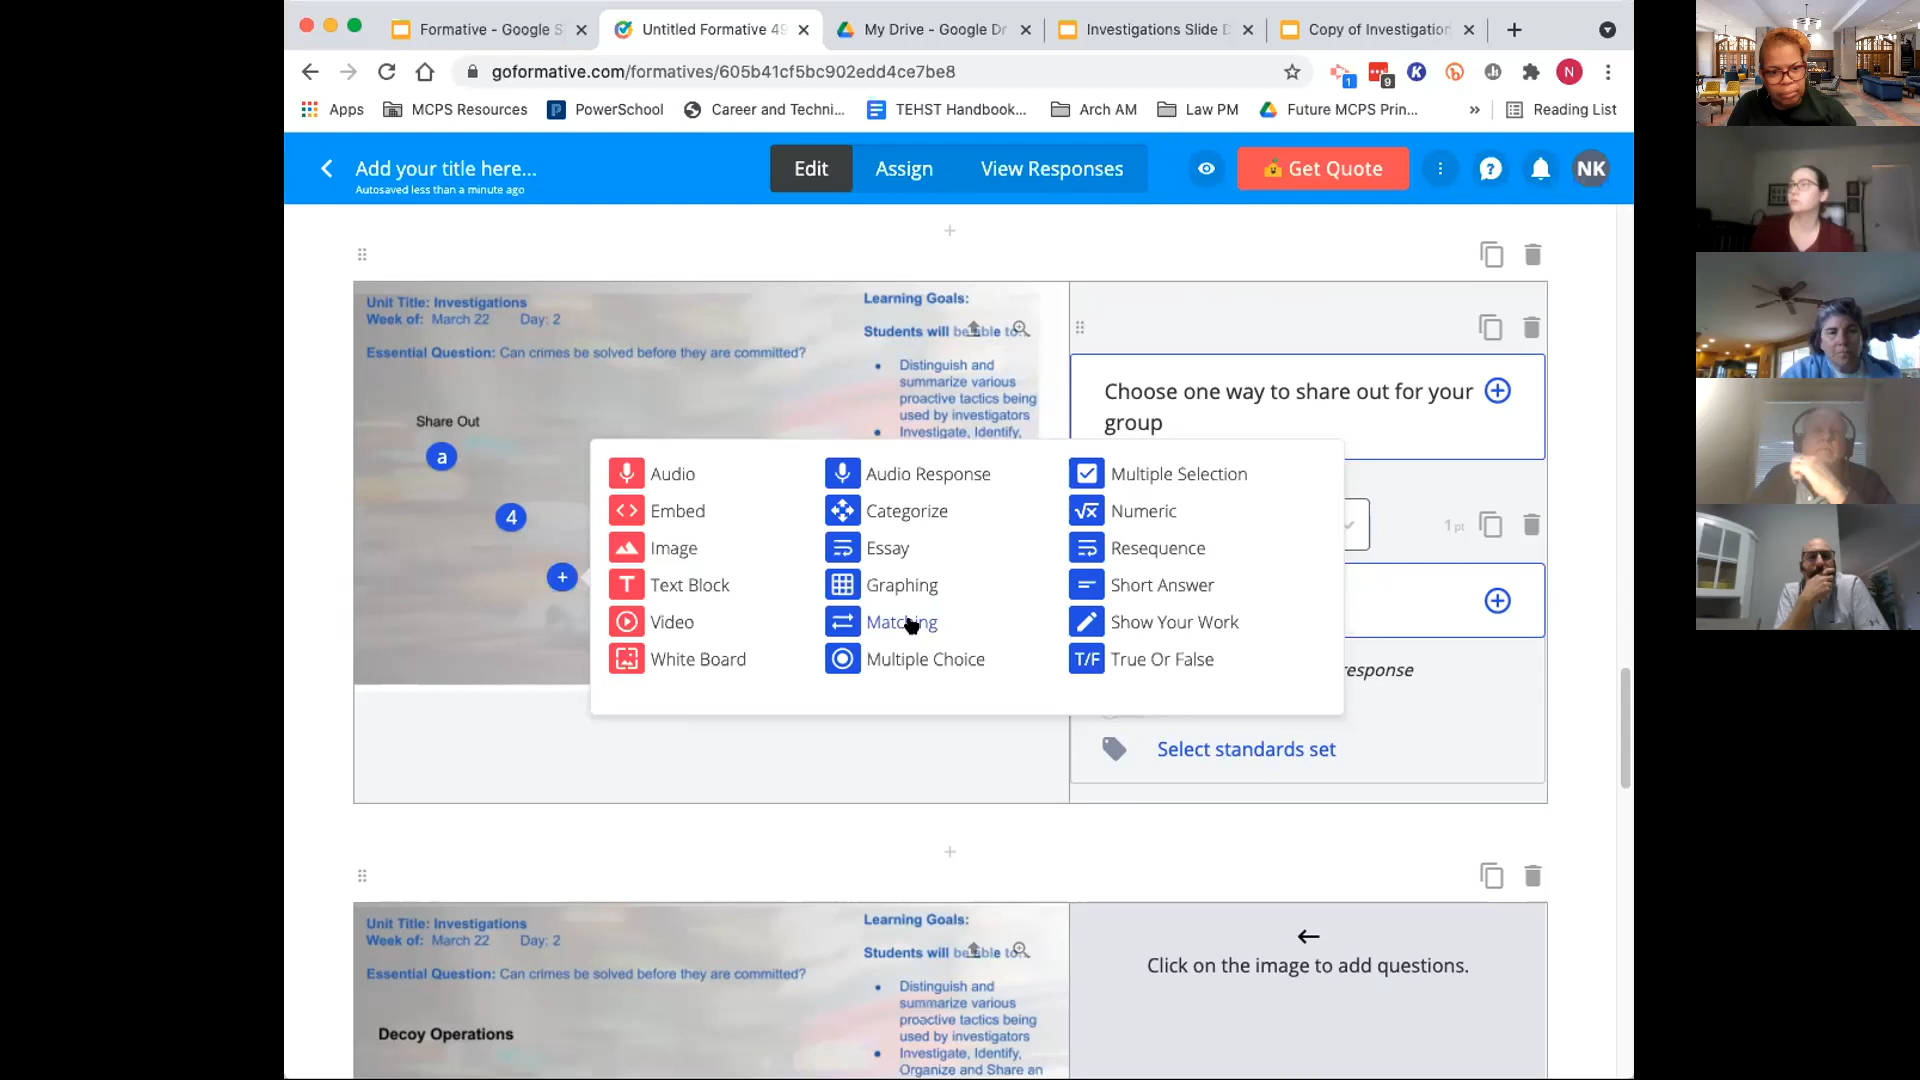 Formative - Google S
Untitled Formative 49
My Drive - Google Dr
Investigations Slide D
Copy of Investigation
goformative.com/formatives/605b41cf5bc902edd4ce7be8
1
9
K
N
Apps
MCPS Resources
PowerSchool
Career and Techni...
TEHST Handbook...
Arch AM
Law PM
Future MCPS Prin...
»
Reading List
Add your title here...
Autosaved less than a minute ago
Edit
Assign
View Responses
Get Quote
NK
Unit Title: Investigations
Week of: March 22 Day: 2
Essential Question: Can crimes be solved before they are committed?
Share Out
a
4
+
Learning Goals:
Students will be able to:
• Distinguish and
summarize various
proactive tactics being
used by investigators
• Investigate, Identify,
Choose one way to share out for your
group
Audio
Embed
Image
Text Block
Video
White Board
Audio Response
Categorize
Essay
Graphing
Matching
Multiple Choice
Multiple Selection
Numeric
Resequence
Short Answer
Show Your Work
T/F True Or False
1 pt
response
Select standards set
Unit Title: Investigations
Week of: March 22 Day: 2
Essential Question: Can crimes be solved before they are committed?
Decoy Operations
Learning Goals:
Students will be able to:
• Distinguish and
summarize various
proactive tactics being
used by investigators
• Investigate, Identify,
Organize and Share an
Click on the image to add questions.